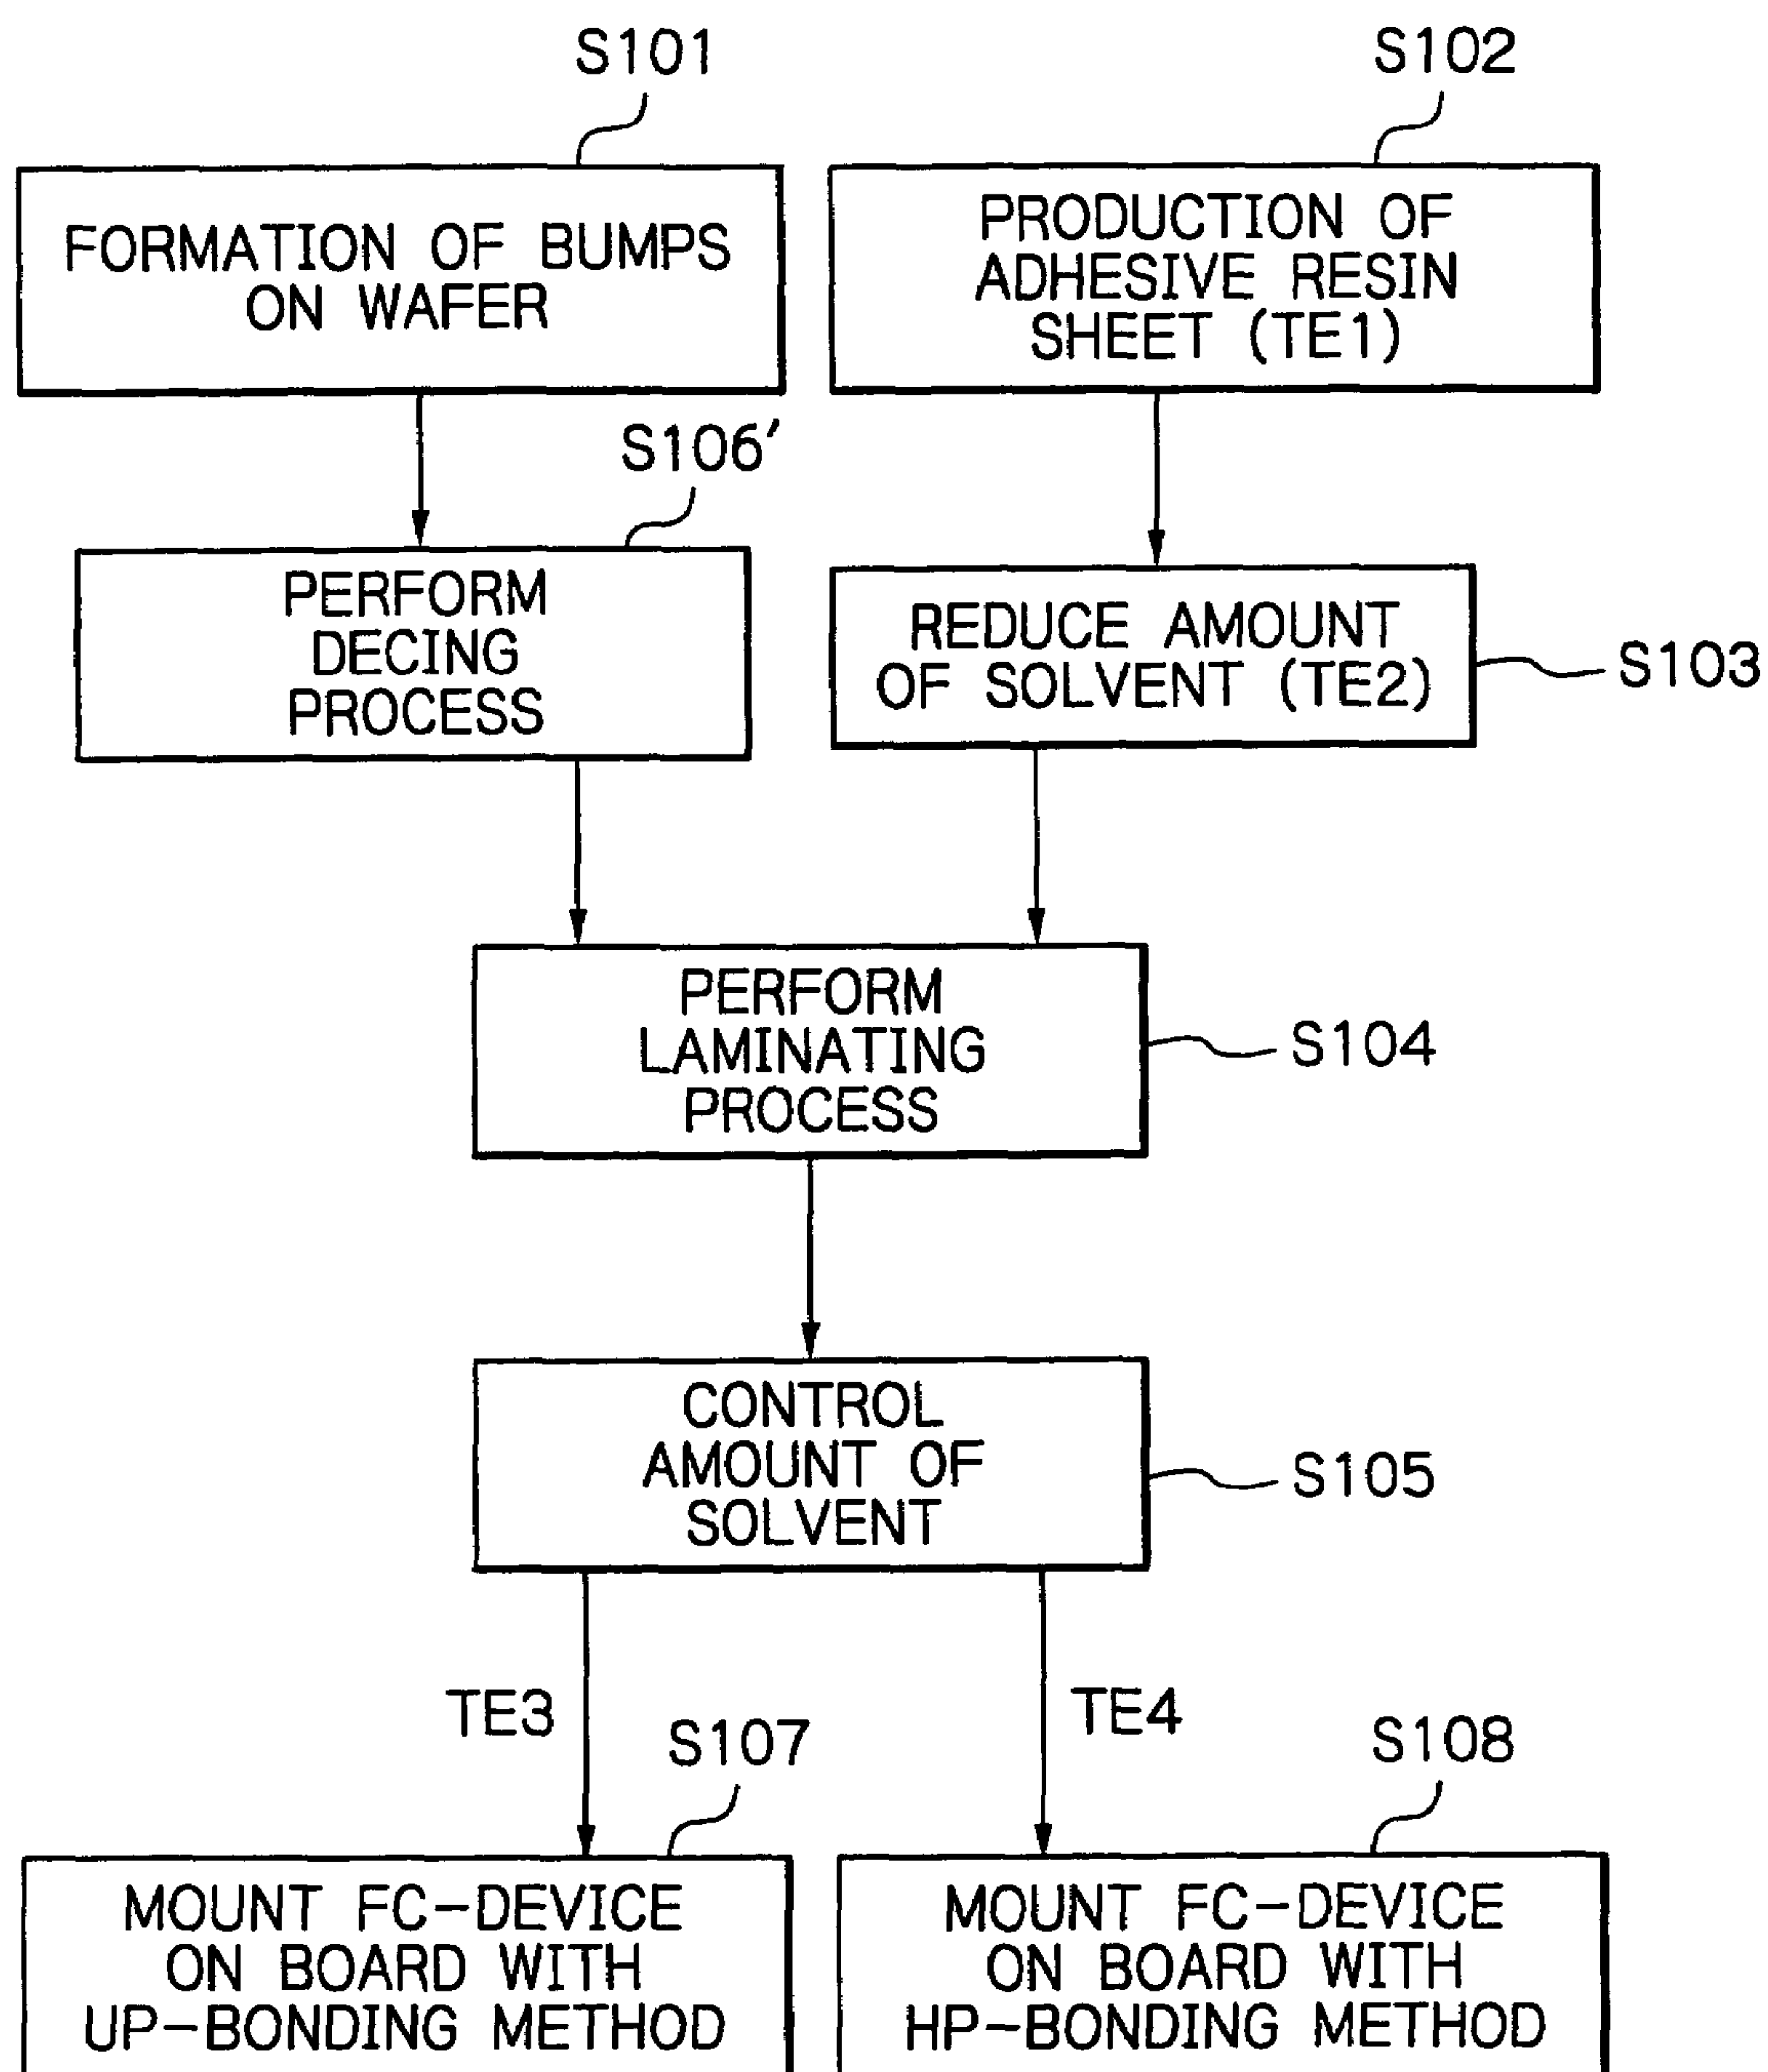 S101
S102
FORMATION OF BUMPS
ON WAFER
PRODUCTION OF
ADHESIVE RESIN
SHEET (TE1)
S106'
PERFORM
DECING
PROCESS
REDUCE AMOUNT
OF SOLVENT (TE2)
S103
PERFORM
LAMINATING
PROCESS
S104
CONTROL
AMOUNT OF
SOLVENT
S105
TE3
TE4
S107
S108
MOUNT FC-DEVICE
ON BOARD WITH
UP-BONDING METHOD
MOUNT FC-DEVICE
ON BOARD WITH
HP-BONDING METHOD